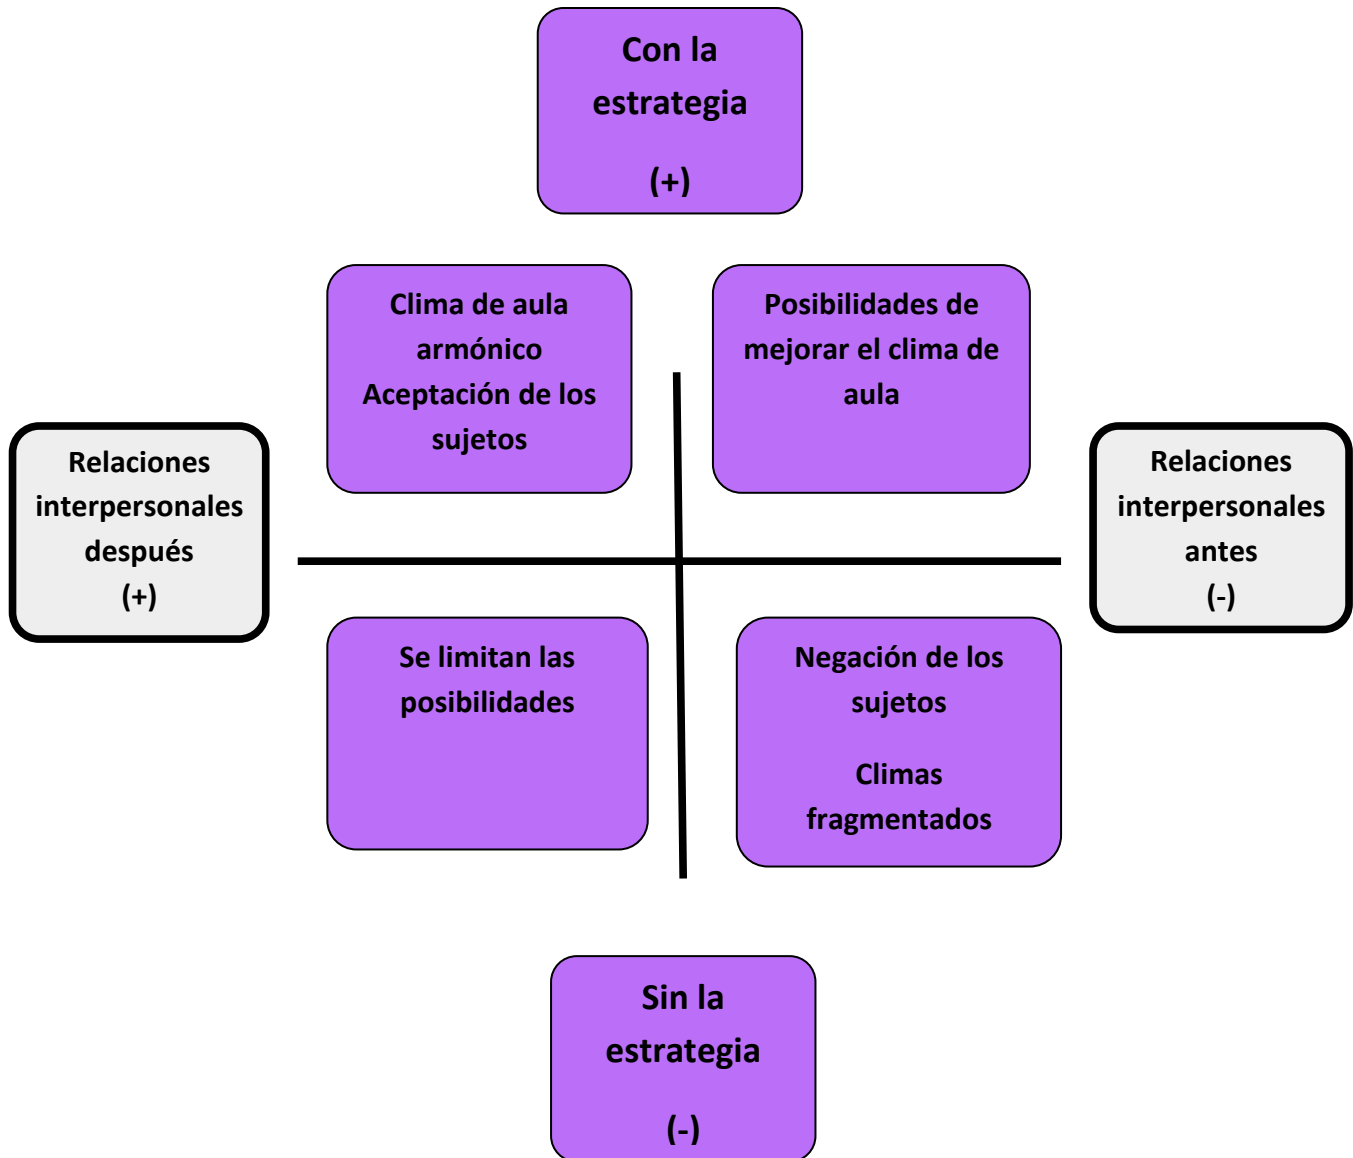 Con la
estrategia
(+)
Clima de aula
armónico
Aceptación de los
sujetos
Posibilidades de
mejorar el clima de
aula
Relaciones
interpersonales
después
(+)
Relaciones
interpersonales
antes
(-)
Se limitan las
posibilidades
Negación de los
sujetos
Climas
fragmentados
Sin la
estrategia
(-)